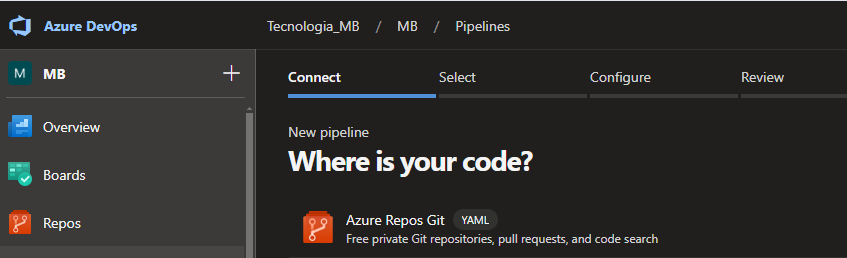 Azure DevOps
Tecnologia_MB / MB / Pipelines
M MB +
Overview
Boards
Repos
Connect Select Configure Review
New pipeline
Where is your code?
Azure Repos Git YAML
Free private Git repositories, pull requests, and code search